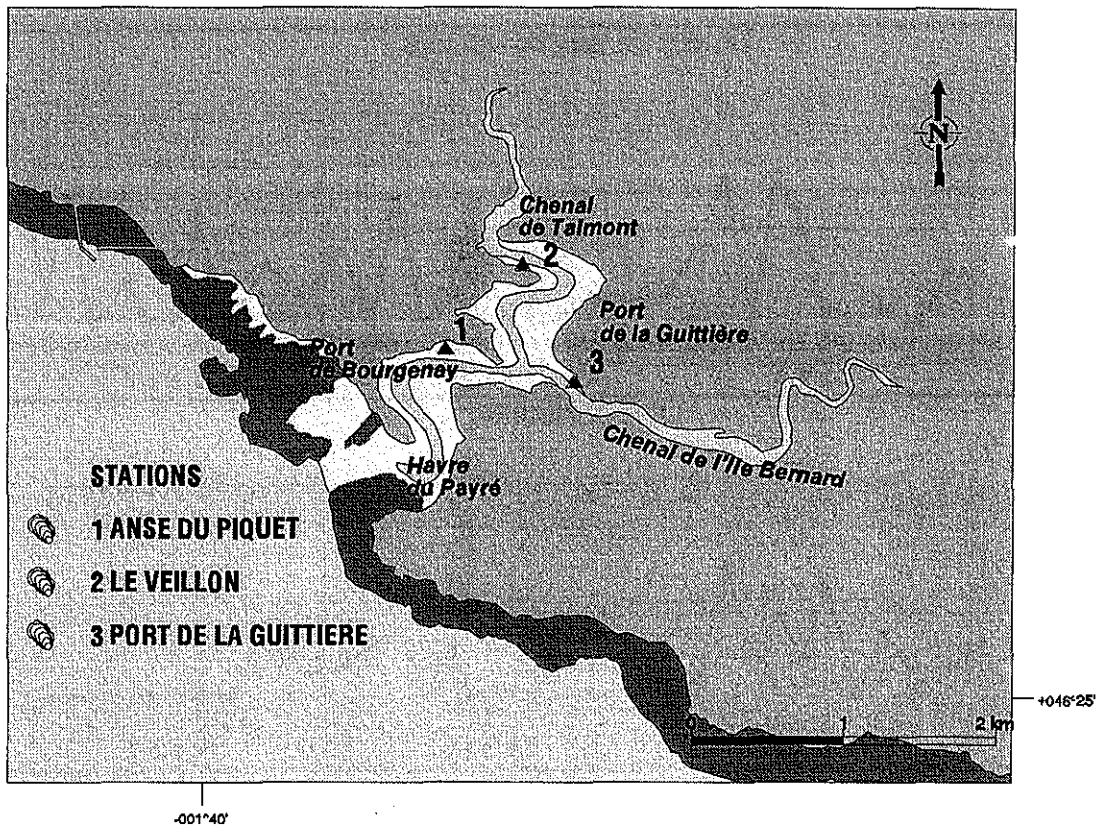 N
Chenal
de Talmont
2
Port
de la Guittière
1
3
Port
de Bourgenay
Chenal de l'Ile Bernard
Havre
du Payré
STATIONS
1 ANSE DU PIQUET
2 LE VEILLON
3 PORT DE LA GUITTIERE
+046°25'
0 1 2 km
-001°40'